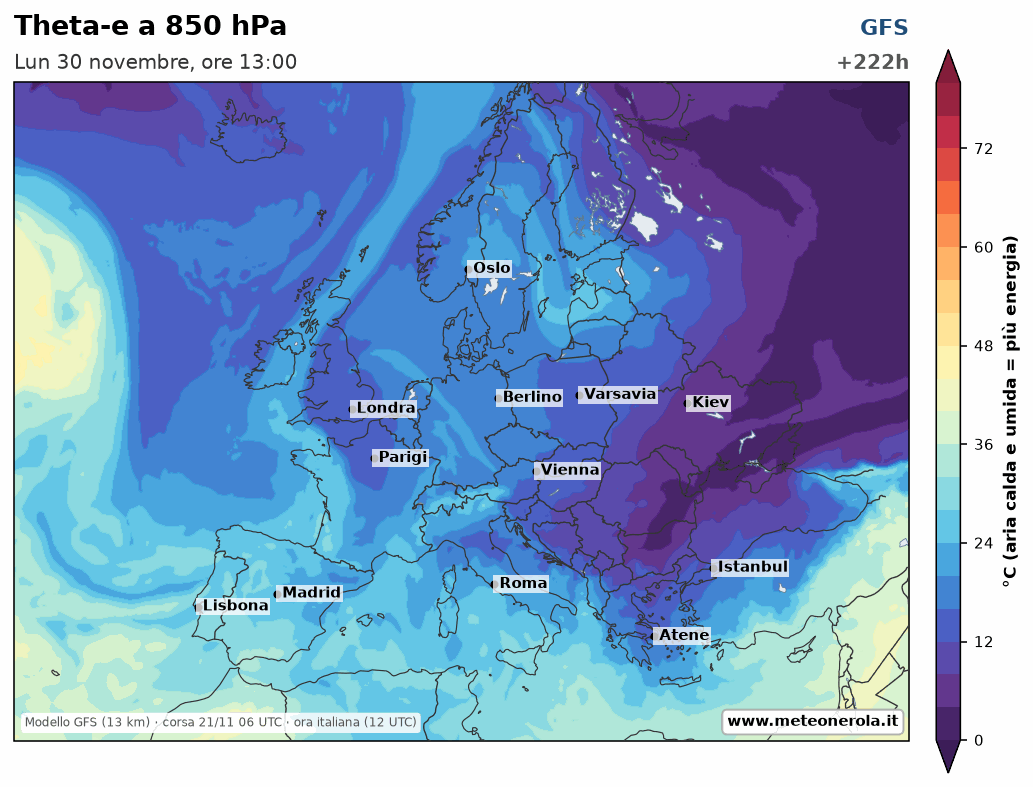 Theta-e a 850 hPa
GFS
Lun 30 novembre, ore 13:00
+222h
Oslo
Berlino
Varsavia
Kiev
Londra
Parigi
Vienna
Istanbul
Roma
Madrid
Lisbona
Atene
Modello GFS (13 km) · corsa 21/11 06 UTC · ora italiana (12 UTC)
www.meteonerola.it
72
60
48
36
24
12
0
°C (aria calda e umida = più energia)